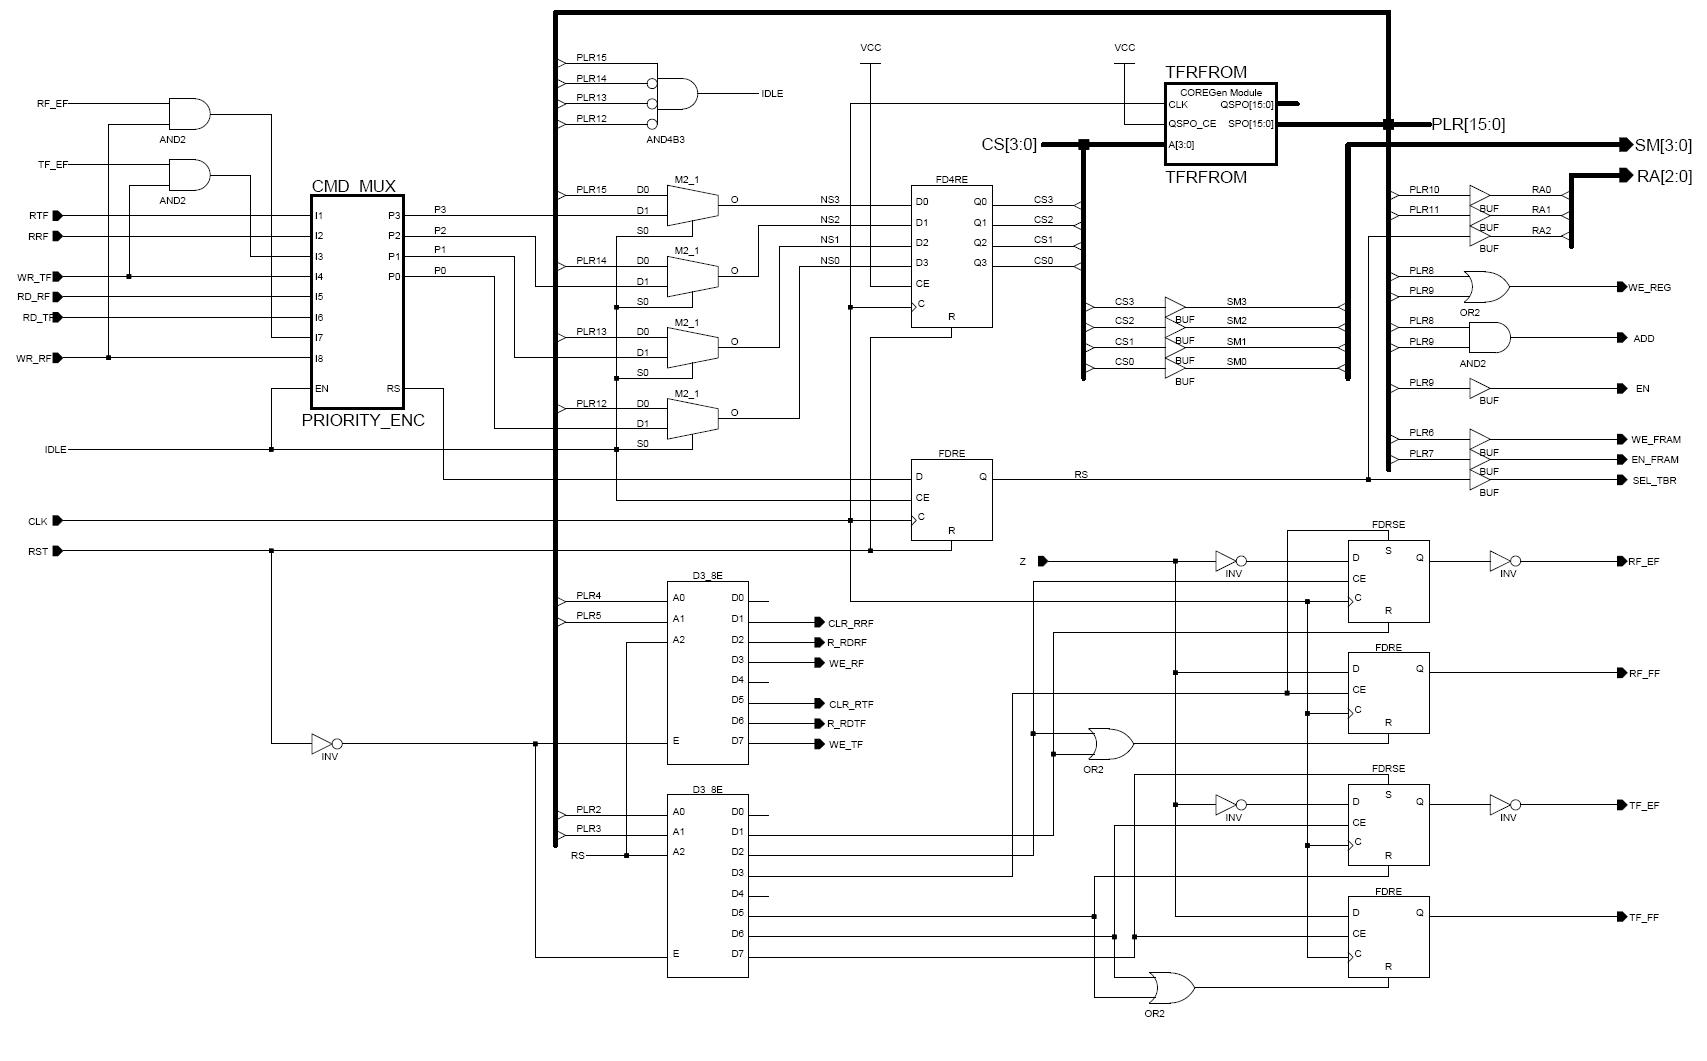 PLR15
PLR14
PLR13
PLR12
AND4B3
IDLE
VCC
VCC
TFRFROM
COREGen Module
CLK
QSPO[15:0]
QSPO_CE
SPO[15:0]
A[3:0]
TFRFROM
CS[3:0]
PLR[15:0]
SM[3:0]
RA[2:0]
RF_EF
AND2
TF_EF
AND2
CMD_MUX
RTF
RRF
WR_TF
RD_RF
RD_TF
WR_RF
I1
I2
I3
I4
I5
I6
I7
I8
EN
P3
P2
P1
P0
RS
PRIORITY_ENC
P3
P2
P1
P0
IDLE
CLK
RST
PLR15
D0
D1
S0
M2_1
O
NS3
PLR14
D0
D1
S0
M2_1
O
NS2
PLR13
D0
D1
S0
M2_1
O
NS1
PLR12
D0
D1
S0
M2_1
O
NS0
FD4RE
D0
D1
D2
D3
CE
C
R
Q0
Q1
Q2
Q3
CS3
CS2
CS1
CS0
CS3
BUF
SM3
CS2
BUF
SM2
CS1
BUF
SM1
CS0
BUF
SM0
PLR10
BUF
RA0
PLR11
BUF
RA1
BUF
RA2
PLR8
PLR9
OR2
WE_REG
PLR8
PLR9
AND2
ADD
PLR9
BUF
EN
PLR6
BUF
WE_FRAM
PLR7
BUF
EN_FRAM
BUF
SEL_TBR
FDRE
D
CE
C
R
Q
RS
INV
D3_8E
PLR4
PLR5
A0
A1
A2
E
D0
D1
D2
D3
D4
D5
D6
D7
CLR_RRF
R_RDRF
WE_RF
CLR_RTF
R_RDTF
WE_TF
D3_8E
PLR2
PLR3
RS
A0
A1
A2
E
D0
D1
D2
D3
D4
D5
D6
D7
Z
INV
FDRSE
D
CE
C
S
R
Q
INV
RF_EF
FDRE
D
CE
C
R
Q
RF_FF
OR2
INV
FDRSE
D
CE
C
S
R
Q
INV
TF_EF
FDRE
D
CE
C
R
Q
TF_FF
OR2